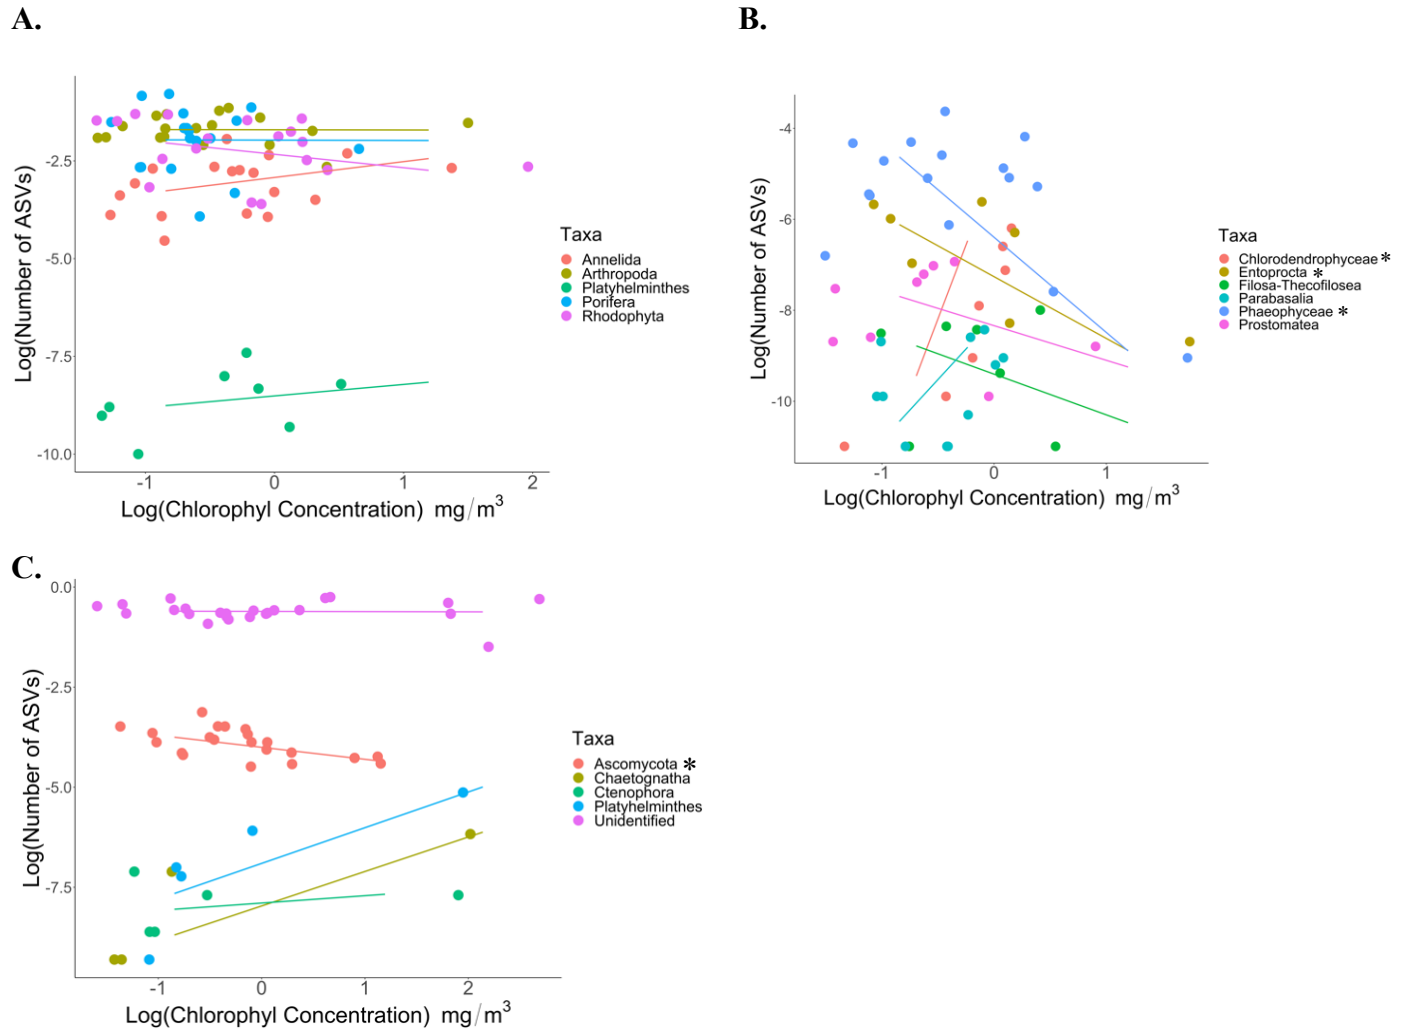 A.
Log(Number of ASVs)
-2.5
-5.0
-7.5
-10.0
-1
0
1
2
Log(Chlorophyl Concentration) mg/m³
Taxa
Annelida
Arthropoda
Platyhelminthes
Porifera
Rhodophyta
B.
Log(Number of ASVs)
-4
-6
-8
-10
-1
0
1
Log(Chlorophyl Concentration) mg/m³
Taxa
Chlorodendrophyceae *
Entoprocta *
Filosa-Thecofilosea
Parabasalia
Phaeophyceae *
Prostomatea
C.
Log(Number of ASVs)
0.0
-2.5
-5.0
-7.5
-1
0
1
2
Log(Chlorophyl Concentration) mg/m³
Taxa
Ascomycota *
Chaetognatha
Ctenophora
Platyhelminthes
Unidentified